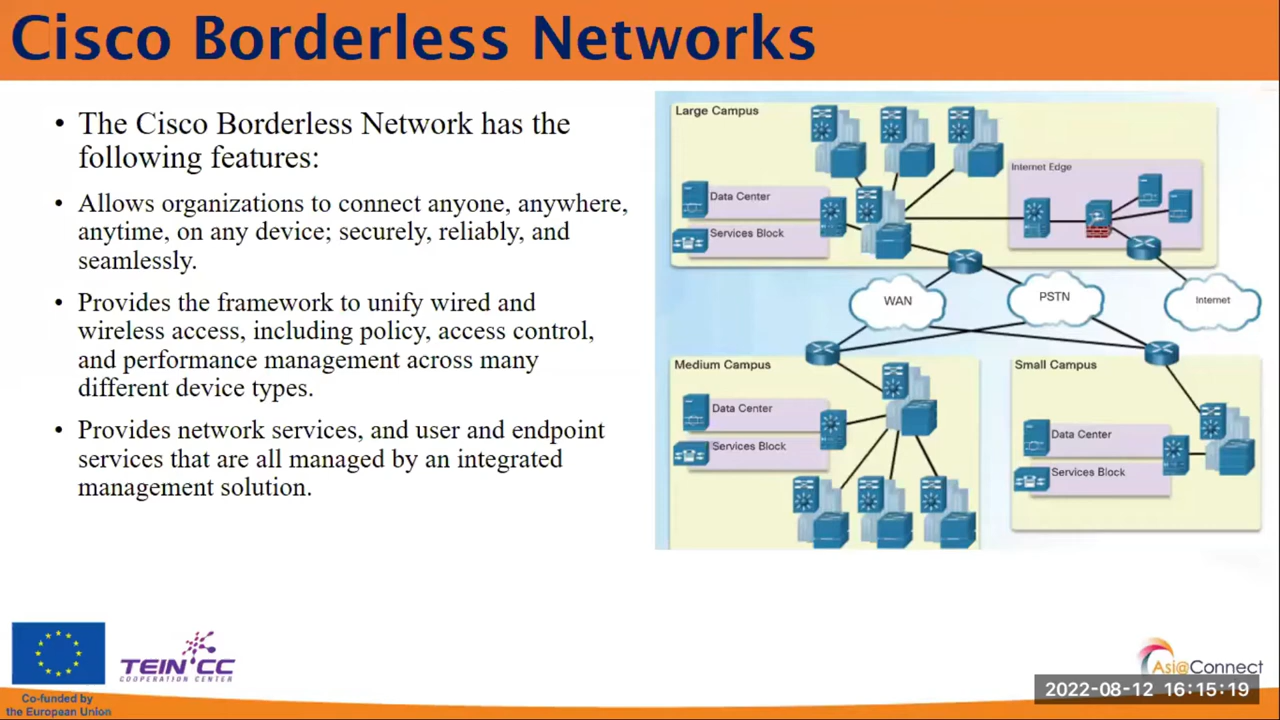 Cisco Borderless Networks
• The Cisco Borderless Network has the
following features:
• Allows organizations to connect anyone, anywhere,
anytime, on any device; securely, reliably, and
seamlessly.
• Provides the framework to unify wired and
wireless access, including policy, access control,
and performance management across many
different device types.
• Provides network services, and user and endpoint
services that are all managed by an integrated
management solution.
Large Campus
Internet Edge
Data Center
Services Block
WAN
PSTN
Internet
Medium Campus
Data Center
Services Block
Small Campus
Data Center
Services Block
TEIN*CC
COOPERATION CENTER
Co-funded by
the European Union
Asi@Connect
2022-08-12 16:15:19